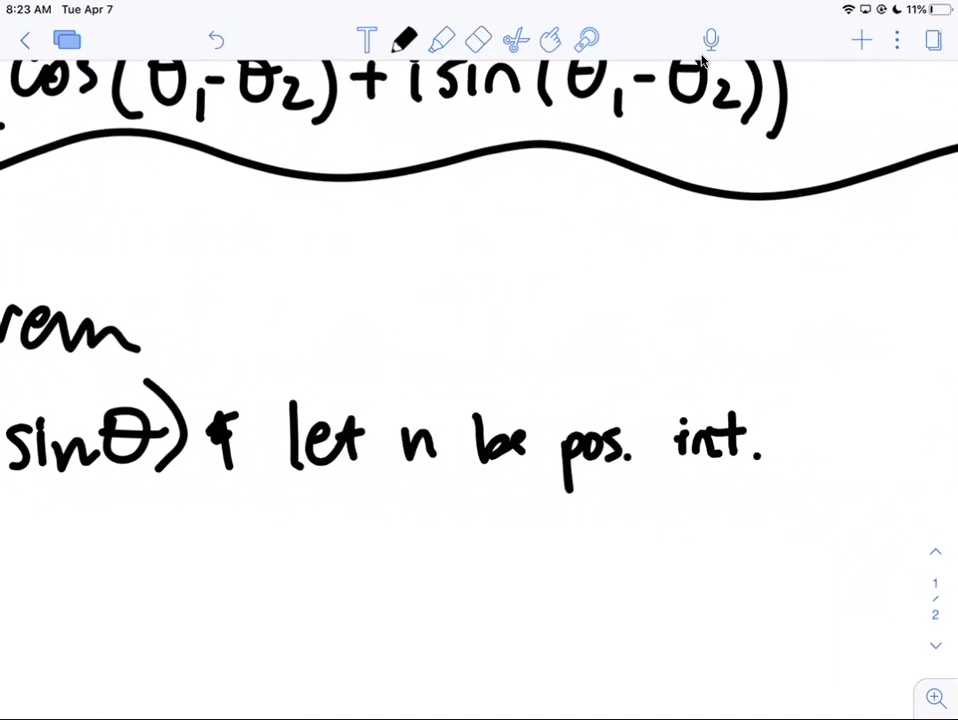 8:23 AM Tue Apr 7
11%
T
cos(θ₁-θ₂)+isin(θ₁-θ₂))
rem
sinθ) & let n be pos. int.
1
/
2